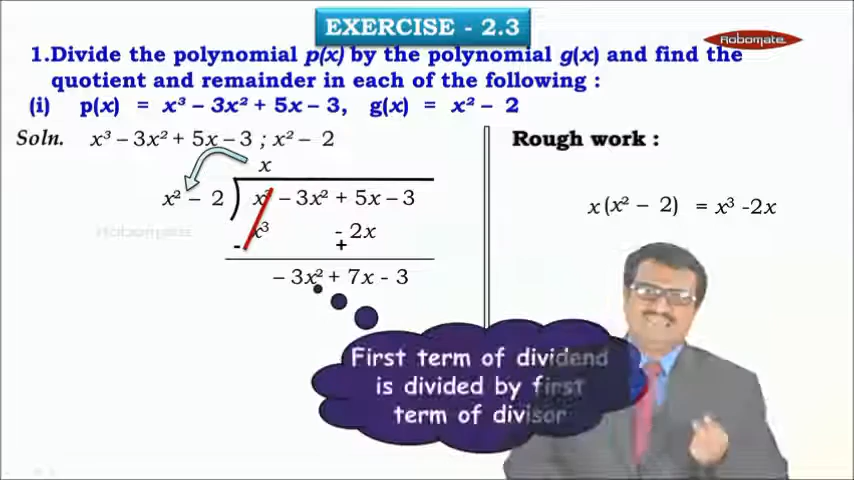 EXERCISE - 2.3
Robomate
1.Divide the polynomial p(x) by the polynomial g(x) and find the
quotient and remainder in each of the following :
(i) p(x) = x³ – 3x² + 5x – 3, g(x) = x² – 2
Soln. x³ – 3x² + 5x – 3 ; x² – 2
x
x² – 2 ) x³ – 3x² + 5x – 3
x³ - 2x
- +
– 3x² + 7x - 3
First term of dividend
is divided by first
term of divisor
Rough work :
x (x² – 2) = x³ -2x
Robomate